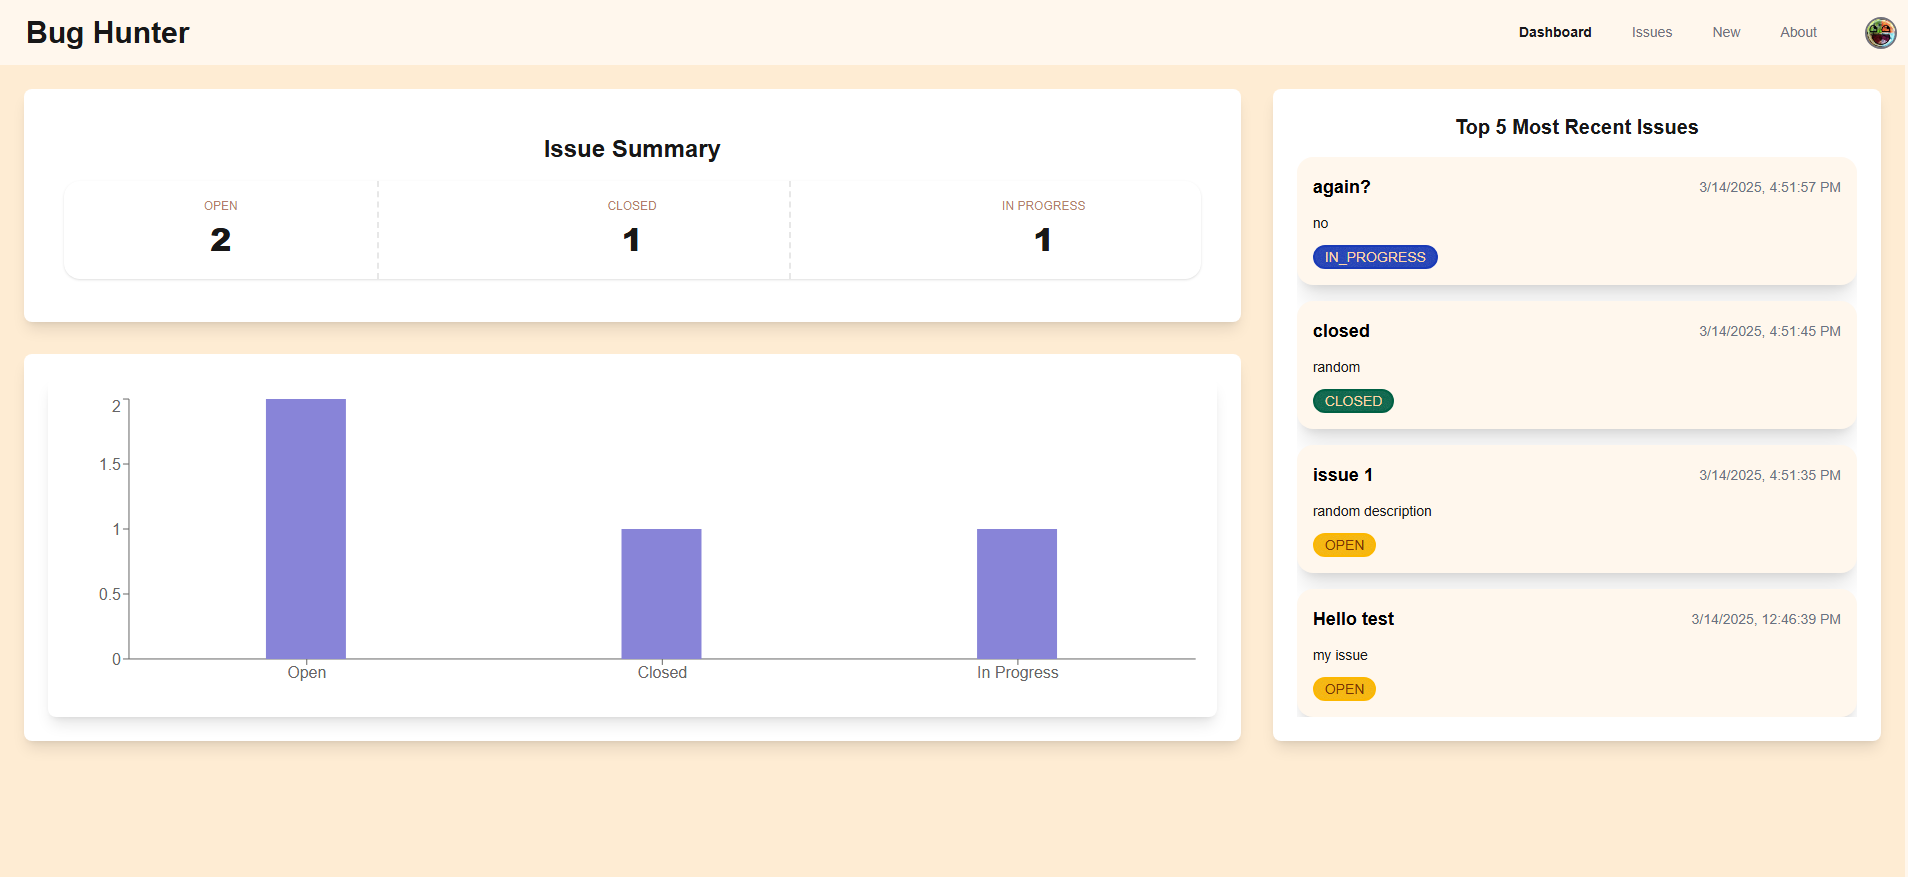 Bug Hunter
Dashboard Issues New About
Issue Summary
OPEN
2
CLOSED
1
IN PROGRESS
1
2
1.5
1
0.5
0
Open Closed In Progress
Top 5 Most Recent Issues
again? 3/14/2025, 4:51:57 PM
no
IN_PROGRESS
closed 3/14/2025, 4:51:45 PM
random
CLOSED
issue 1 3/14/2025, 4:51:35 PM
random description
OPEN
Hello test 3/14/2025, 12:46:39 PM
my issue
OPEN